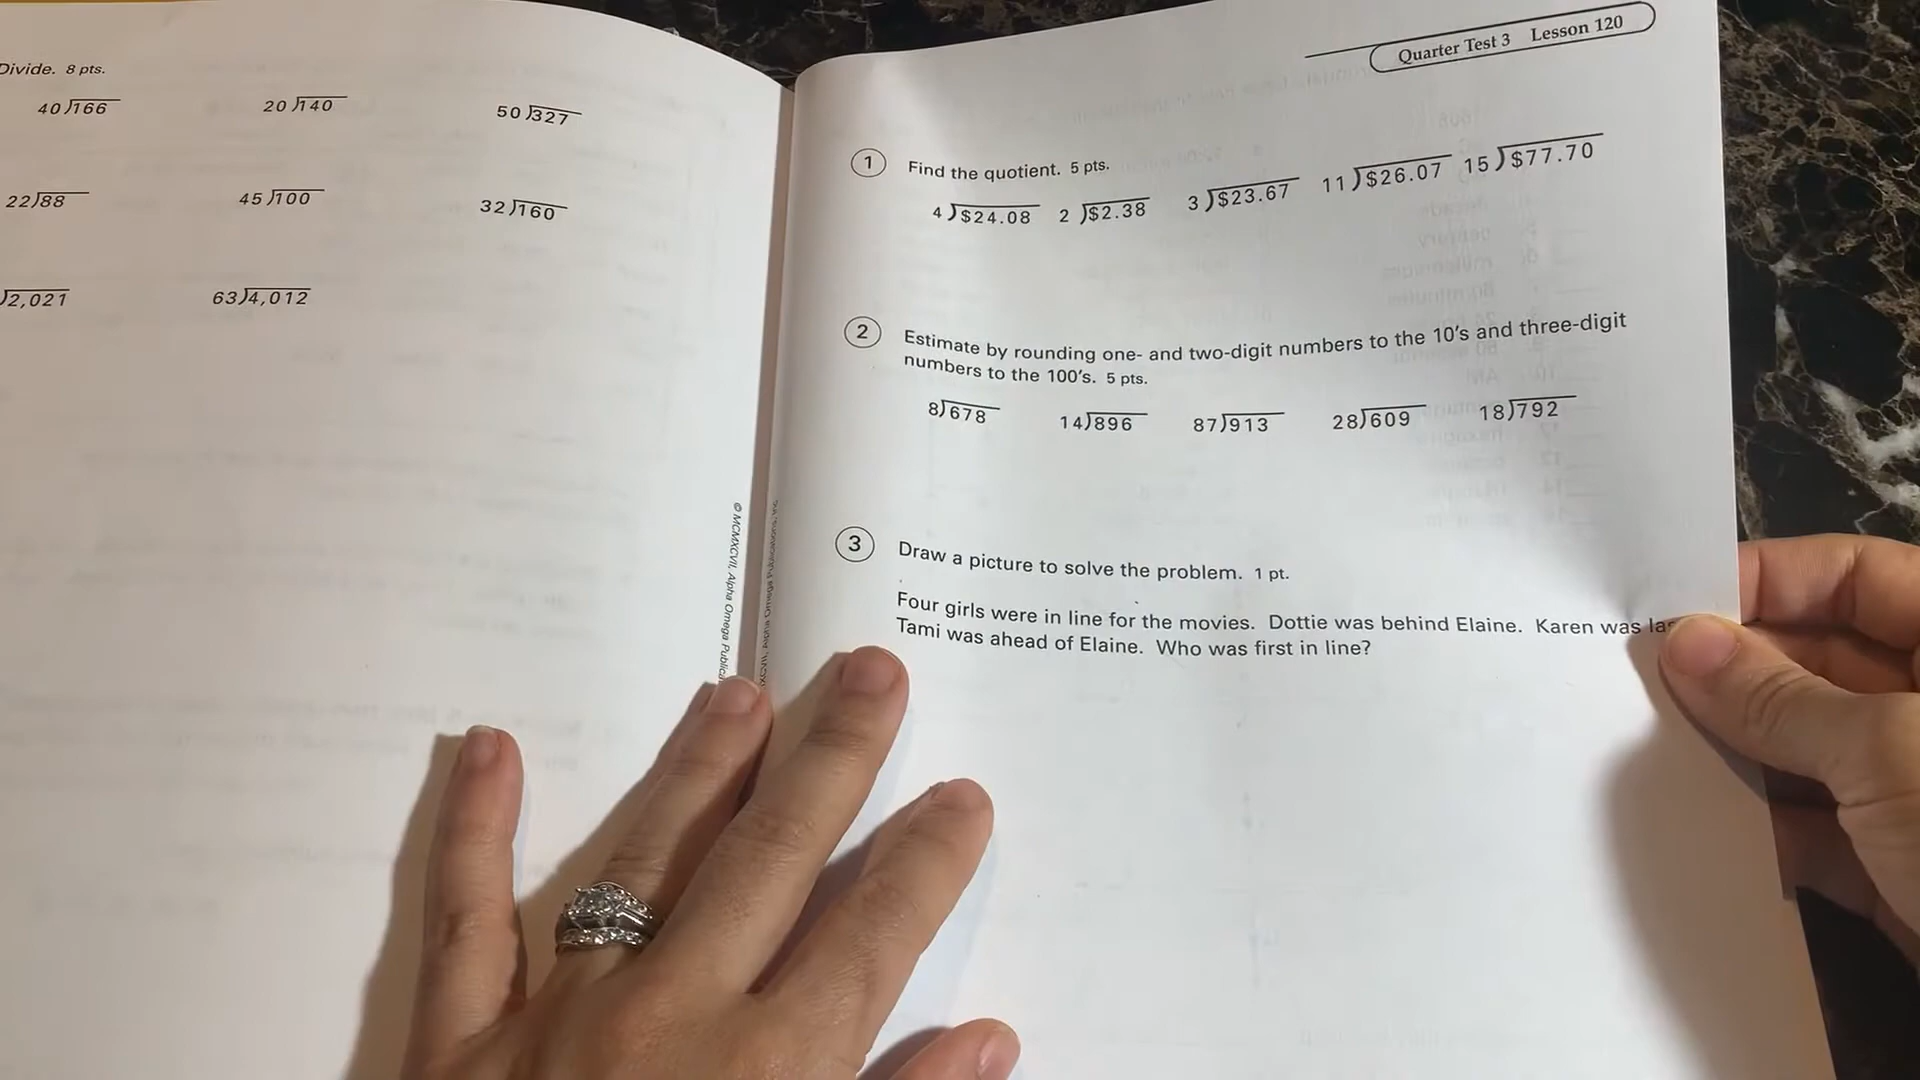 Divide. 8 pts.
40)166 20)140 50)327
22)88 45)100 32)160
)2,021 63)4,012
© MCMXCVII, Alpha Omega
Quarter Test 3 Lesson 120
1 Find the quotient. 5 pts.
4)$24.08 2)$2.38 3)$23.67 11)$26.07 15)$77.70
2 Estimate by rounding one- and two-digit numbers to the 10's and three-digit
numbers to the 100's. 5 pts.
8)678 14)896 87)913 28)609 18)792
3 Draw a picture to solve the problem. 1 pt.
Four girls were in line for the movies. Dottie was behind Elaine. Karen was
Tami was ahead of Elaine. Who was first in line?
Alpha Omega Publications, Inc.